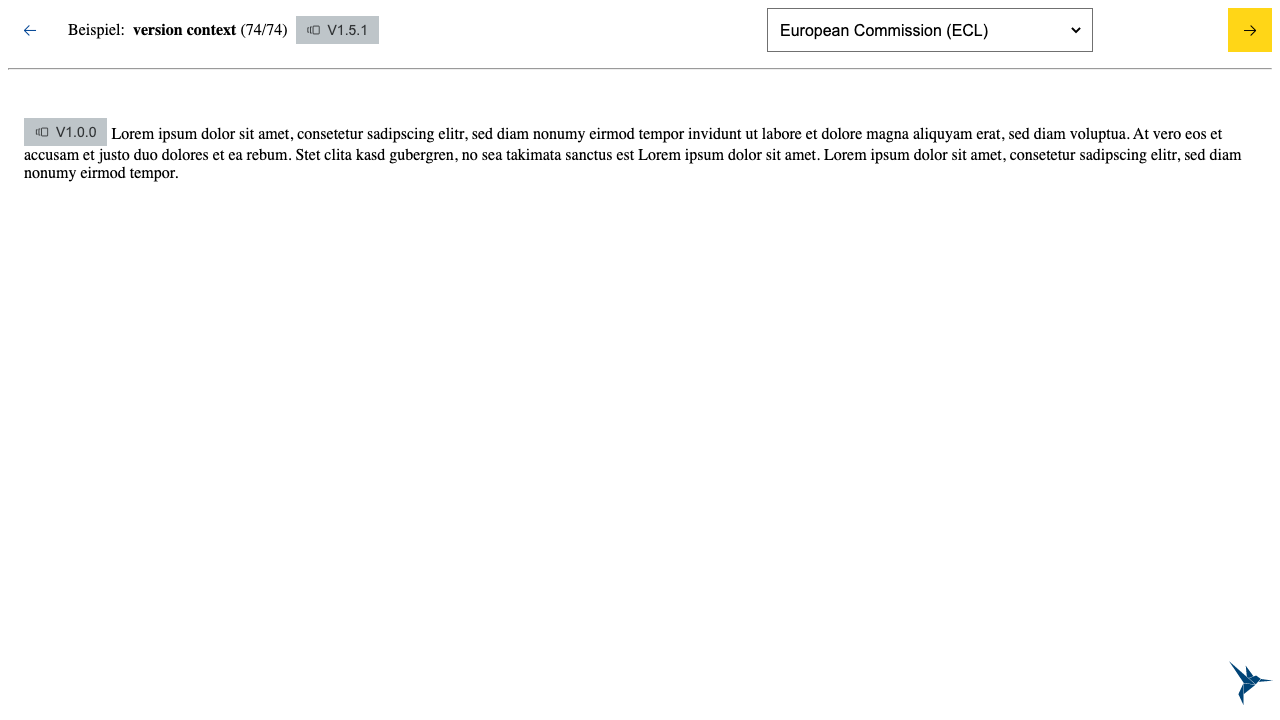 Beispiel: version context (74/74) V1.5.1 European Commission (ECL)
V1.0.0 Lorem ipsum dolor sit amet, consetetur sadipscing elitr, sed diam nonumy eirmod tempor invidunt ut labore et dolore magna aliquyam erat, sed diam voluptua. At vero eos et
accusam et justo duo dolores et ea rebum. Stet clita kasd gubergren, no sea takimata sanctus est Lorem ipsum dolor sit amet. Lorem ipsum dolor sit amet, consetetur sadipscing elitr, sed diam
nonumy eirmod tempor.